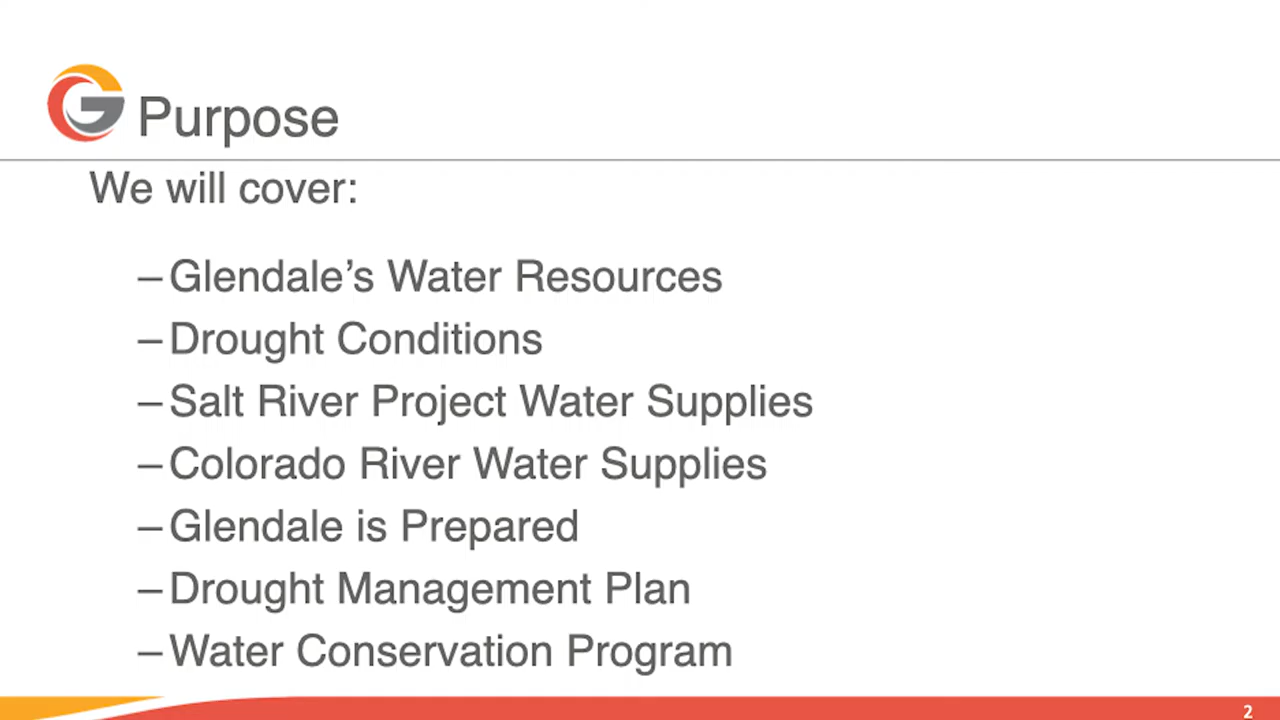 Purpose
We will cover:
– Glendale’s Water Resources
– Drought Conditions
– Salt River Project Water Supplies
– Colorado River Water Supplies
– Glendale is Prepared
– Drought Management Plan
– Water Conservation Program
2